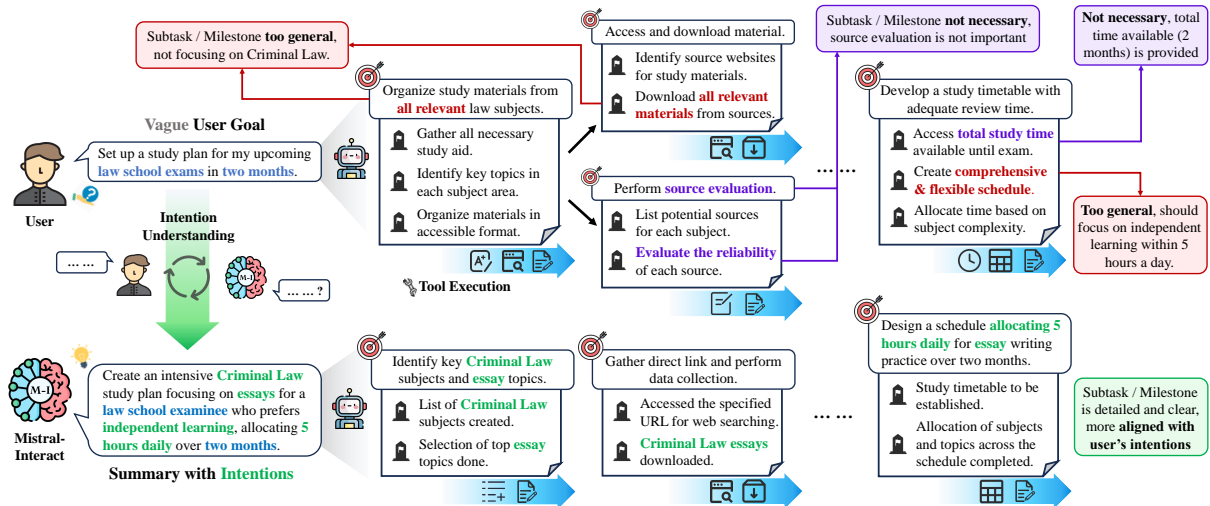 Subtask / Milestone too general,
not focusing on Criminal Law.
Access and download material.
Identify source websites
for study materials.
Download all relevant
materials from sources.
Subtask / Milestone not necessary,
source evaluation is not important
Not necessary, total
time available (2
months) is provided
Organize study materials from
all relevant law subjects.
Gather all necessary
study aid.
Identify key topics in
each subject area.
Organize materials in
accessible format.
Develop a study timetable with
adequate review time.
Access total study time
available until exam.
Create comprehensive
& flexible schedule.
Allocate time based on
subject complexity.
Vague User Goal
Set up a study plan for my upcoming
law school exams in two months.
User
... ...
Perform source evaluation.
List potential sources
for each subject.
Evaluate the reliability
of each source.
Too general, should
focus on independent
learning within 5
hours a day.
Intention
Understanding
... ...
M-I
... ... ?
A+
Tool Execution
Mistral-
Interact
M-I
Create an intensive Criminal Law
study plan focusing on essays for a
law school examinee who prefers
independent learning, allocating 5
hours daily over two months.
Summary with Intentions
Identify key Criminal Law
subjects and essay topics.
List of Criminal Law
subjects created.
Selection of top essay
topics done.
Gather direct link and perform
data collection.
Accessed the specified
URL for web searching.
Criminal Law essays
downloaded.
... ...
Design a schedule allocating 5
hours daily for essay writing
practice over two months.
Study timetable to be
established.
Allocation of subjects
and topics across the
schedule completed.
Subtask / Milestone
is detailed and clear,
more aligned with
user's intentions